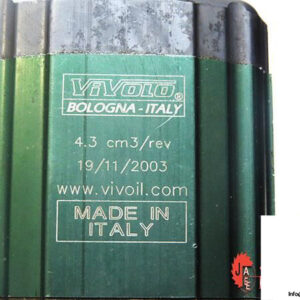 VIVOLO®
BOLOGNA-ITALY
4.3 cm3/rev
19/11/2003
www.vivoil.com
MADE IN
ITALY